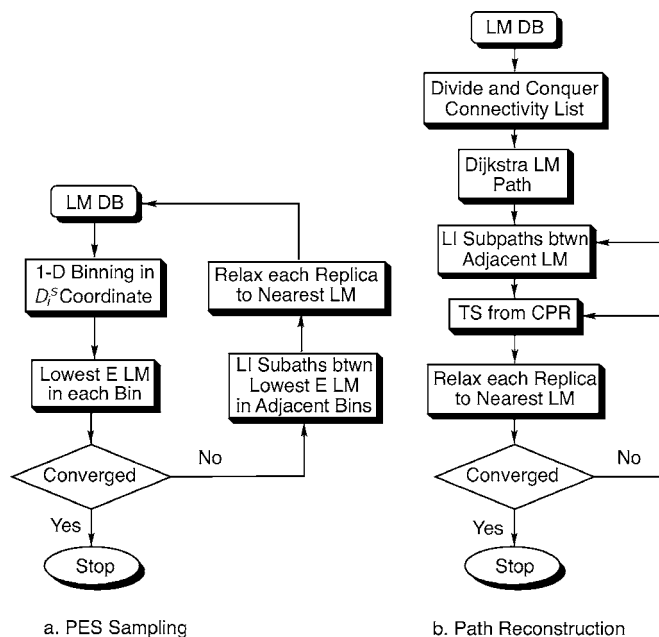 LM DB
1-D Binning in
Dᵢˢ Coordinate
Lowest E LM
in each Bin
Converged
No
Yes
Stop
Relax each Replica
to Nearest LM
LI Subaths btwn
Lowest E LM
in Adjacent Bins
a. PES Sampling
LM DB
Divide and Conquer
Connectivity List
Dijkstra LM
Path
LI Subpaths btwn
Adjacent LM
TS from CPR
Relax each Replica
to Nearest LM
Converged
No
Yes
Stop
b. Path Reconstruction